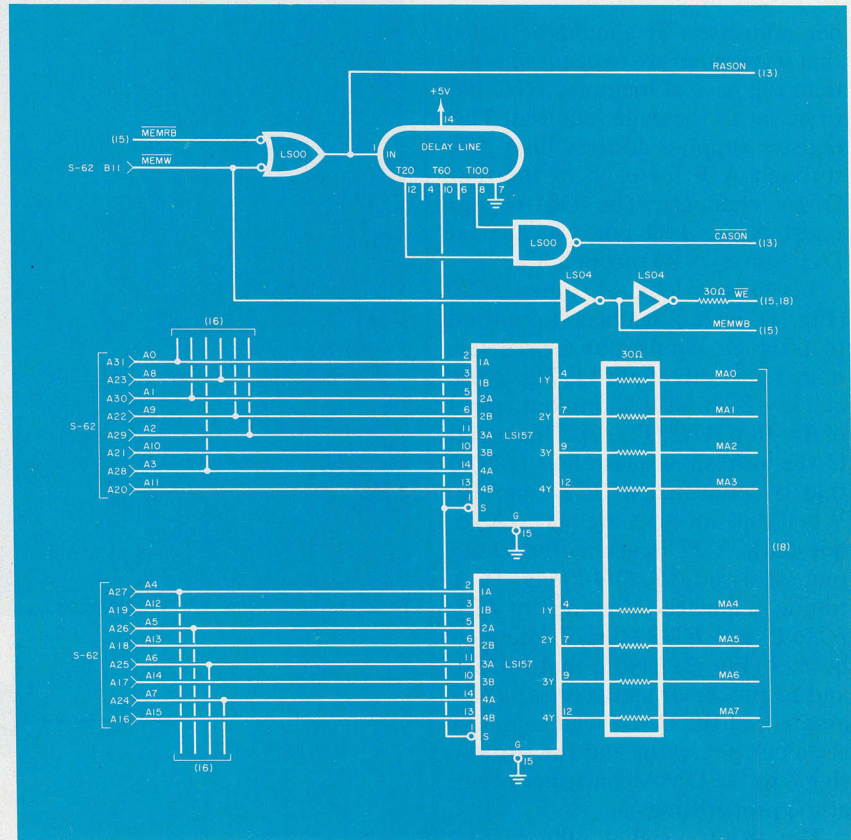 RASON (13)
+5V
14
(15) MEMRB
S-62 B11 MEMW
LS00
1 IN
DELAY LINE
T20 T60 T100
12 4 10 6 8 7
LS00
CASON (13)
LS04 LS04
30Ω WE (15,18)
MEMWB (15)
(16)
30Ω
S-62
A31 A0 2 1A
A23 A8 3 1B
1Y 4 MA0
A30 A1 5 2A
A22 A9 6 2B
2Y 7 MA1
A29 A2 11 3A
LS157
A21 A10 10 3B
3Y 9 MA2
A28 A3 14 4A
A20 A11 13 4B
4Y 12 MA3
1 S
G
15
(18)
S-62
A27 A4 2 1A
A19 A12 3 1B
1Y 4 MA4
A26 A5 5 2A
A18 A13 6 2B
2Y 7 MA5
A25 A6 11 3A
LS157
A17 A14 10 3B
3Y 9 MA6
A24 A7 14 4A
A16 A15 13 4B
4Y 12 MA7
1 S
G
15
(16)